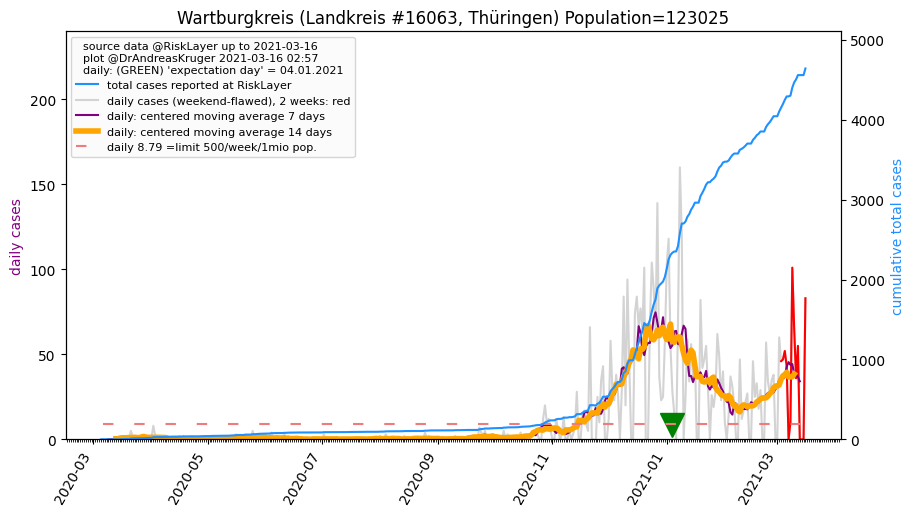 Wartburgkreis (Landkreis #16063, Thüringen) Population=123025
source data @RiskLayer up to 2021-03-16
plot @DrAndreasKruger 2021-03-16 02:57
daily: (GREEN) 'expectation day' = 04.01.2021
total cases reported at RiskLayer
daily cases (weekend-flawed), 2 weeks: red
daily: centered moving average 7 days
daily: centered moving average 14 days
daily 8.79 =limit 500/week/1mio pop.
daily cases
200
150
100
50
0
cumulative total cases
5000
4000
3000
2000
1000
0
2020-03
2020-05
2020-07
2020-09
2020-11
2021-01
2021-03